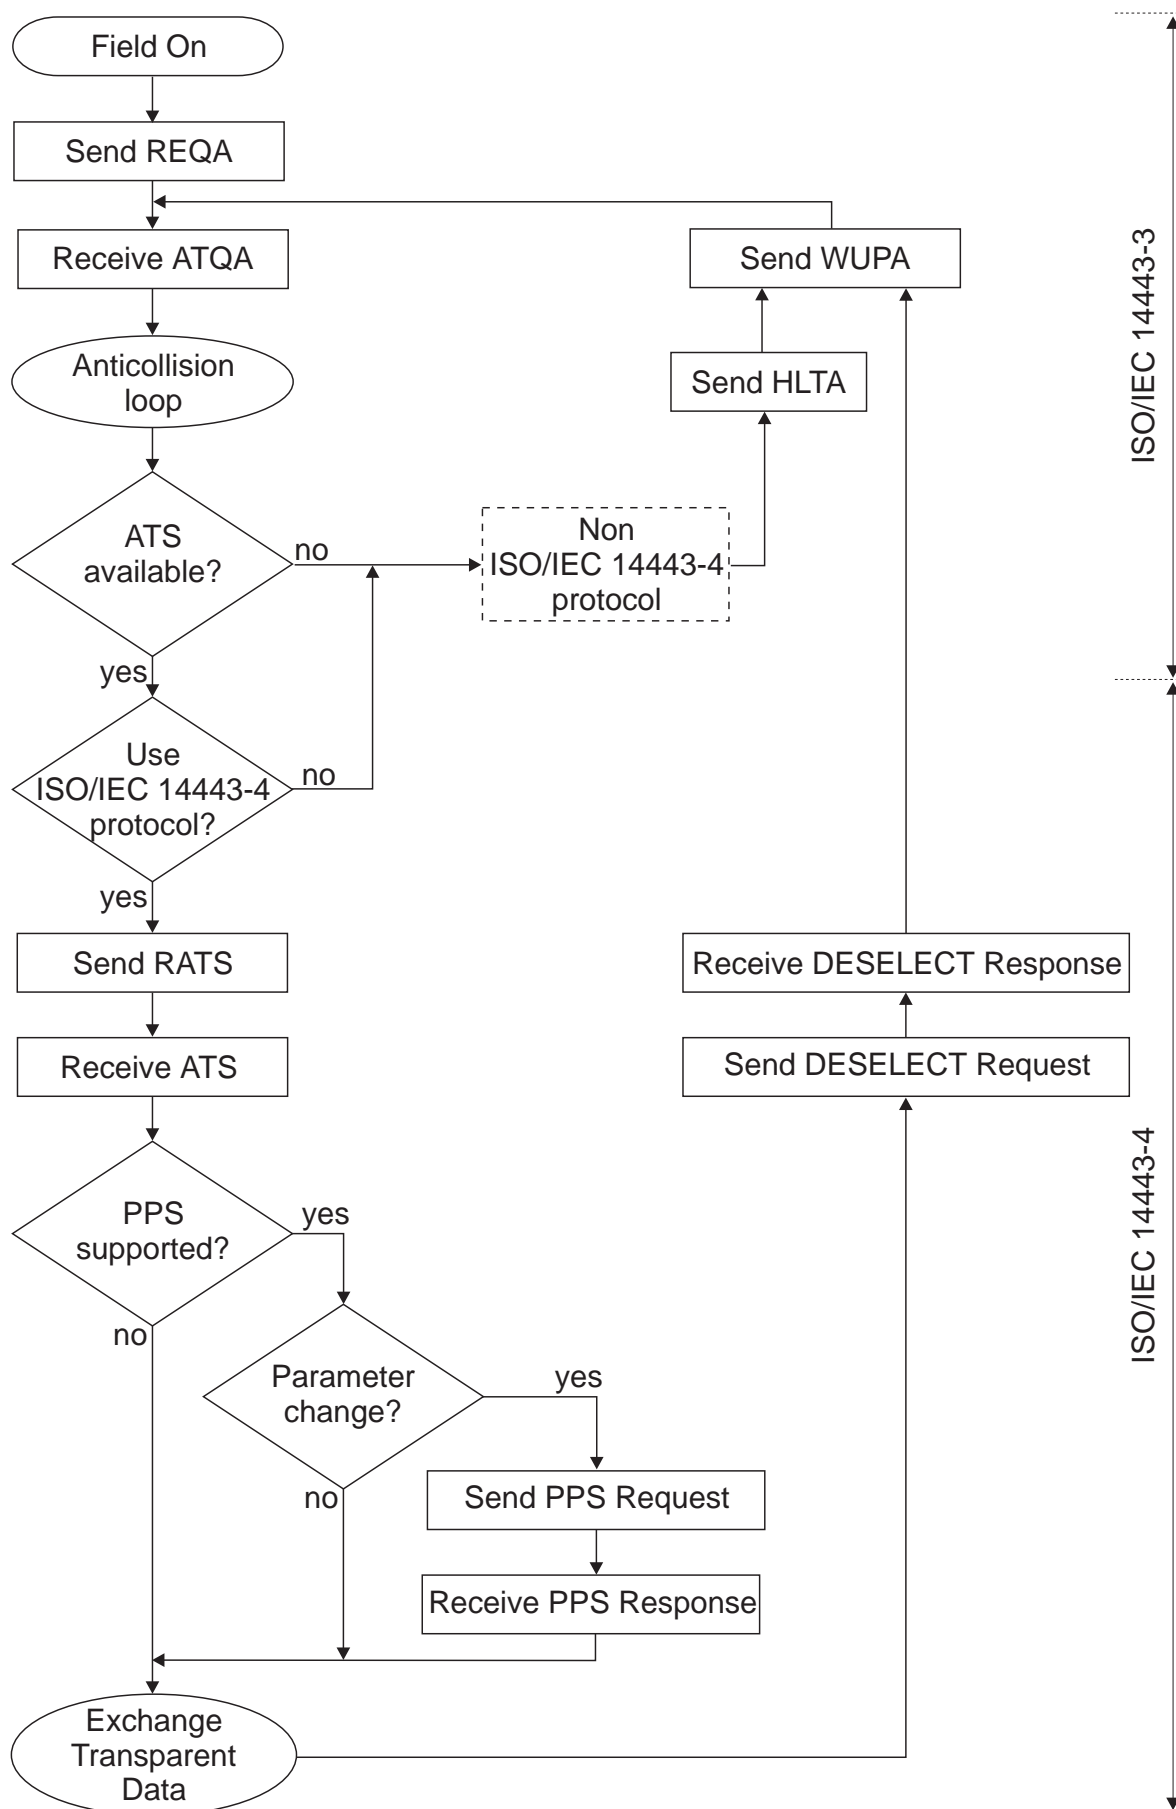 Field On
Send REQA
Receive ATQA
Send WUPA
Anticollision
loop
Send HLTA
ISO/IEC 14443-3
ATS
available?
no
Non
ISO/IEC 14443-4
protocol
yes
Use
ISO/IEC 14443-4
protocol?
no
yes
Send RATS
Receive DESELECT Response
Receive ATS
Send DESELECT Request
ISO/IEC 14443-4
PPS
supported?
yes
no
Parameter
change?
yes
no
Send PPS Request
Receive PPS Response
Exchange
Transparent
Data